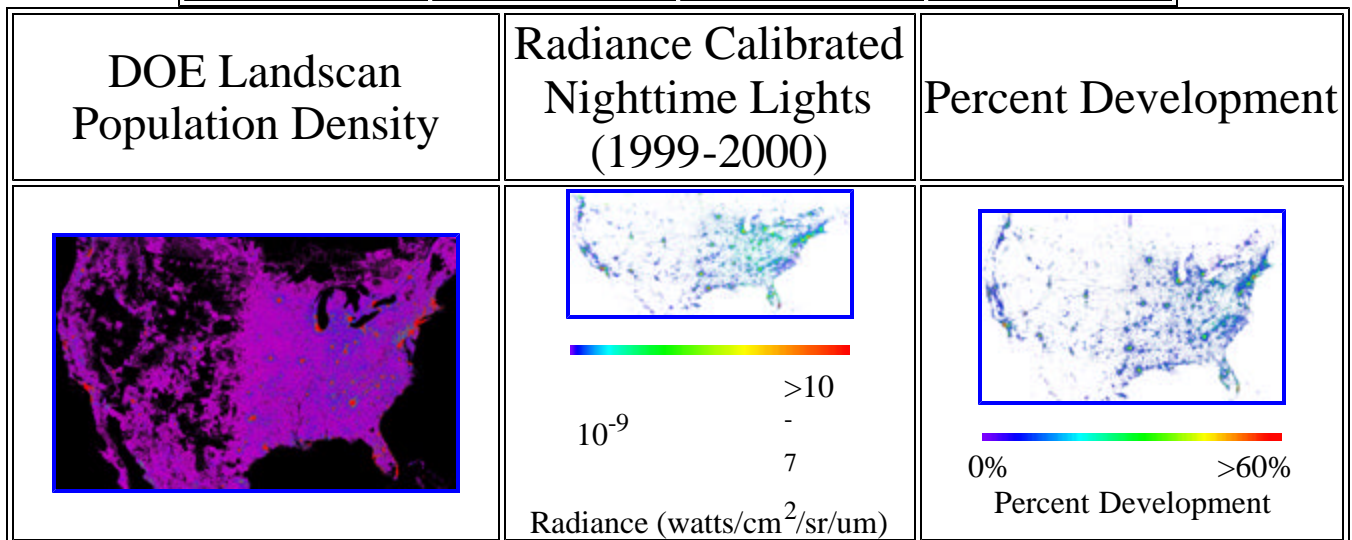 DOE Landscan
Population Density
Radiance Calibrated
Nighttime Lights
(1999-2000)
Percent Development
10-9
>10
-
7
Radiance (watts/cm2/sr/um)
0%
>60%
Percent Development